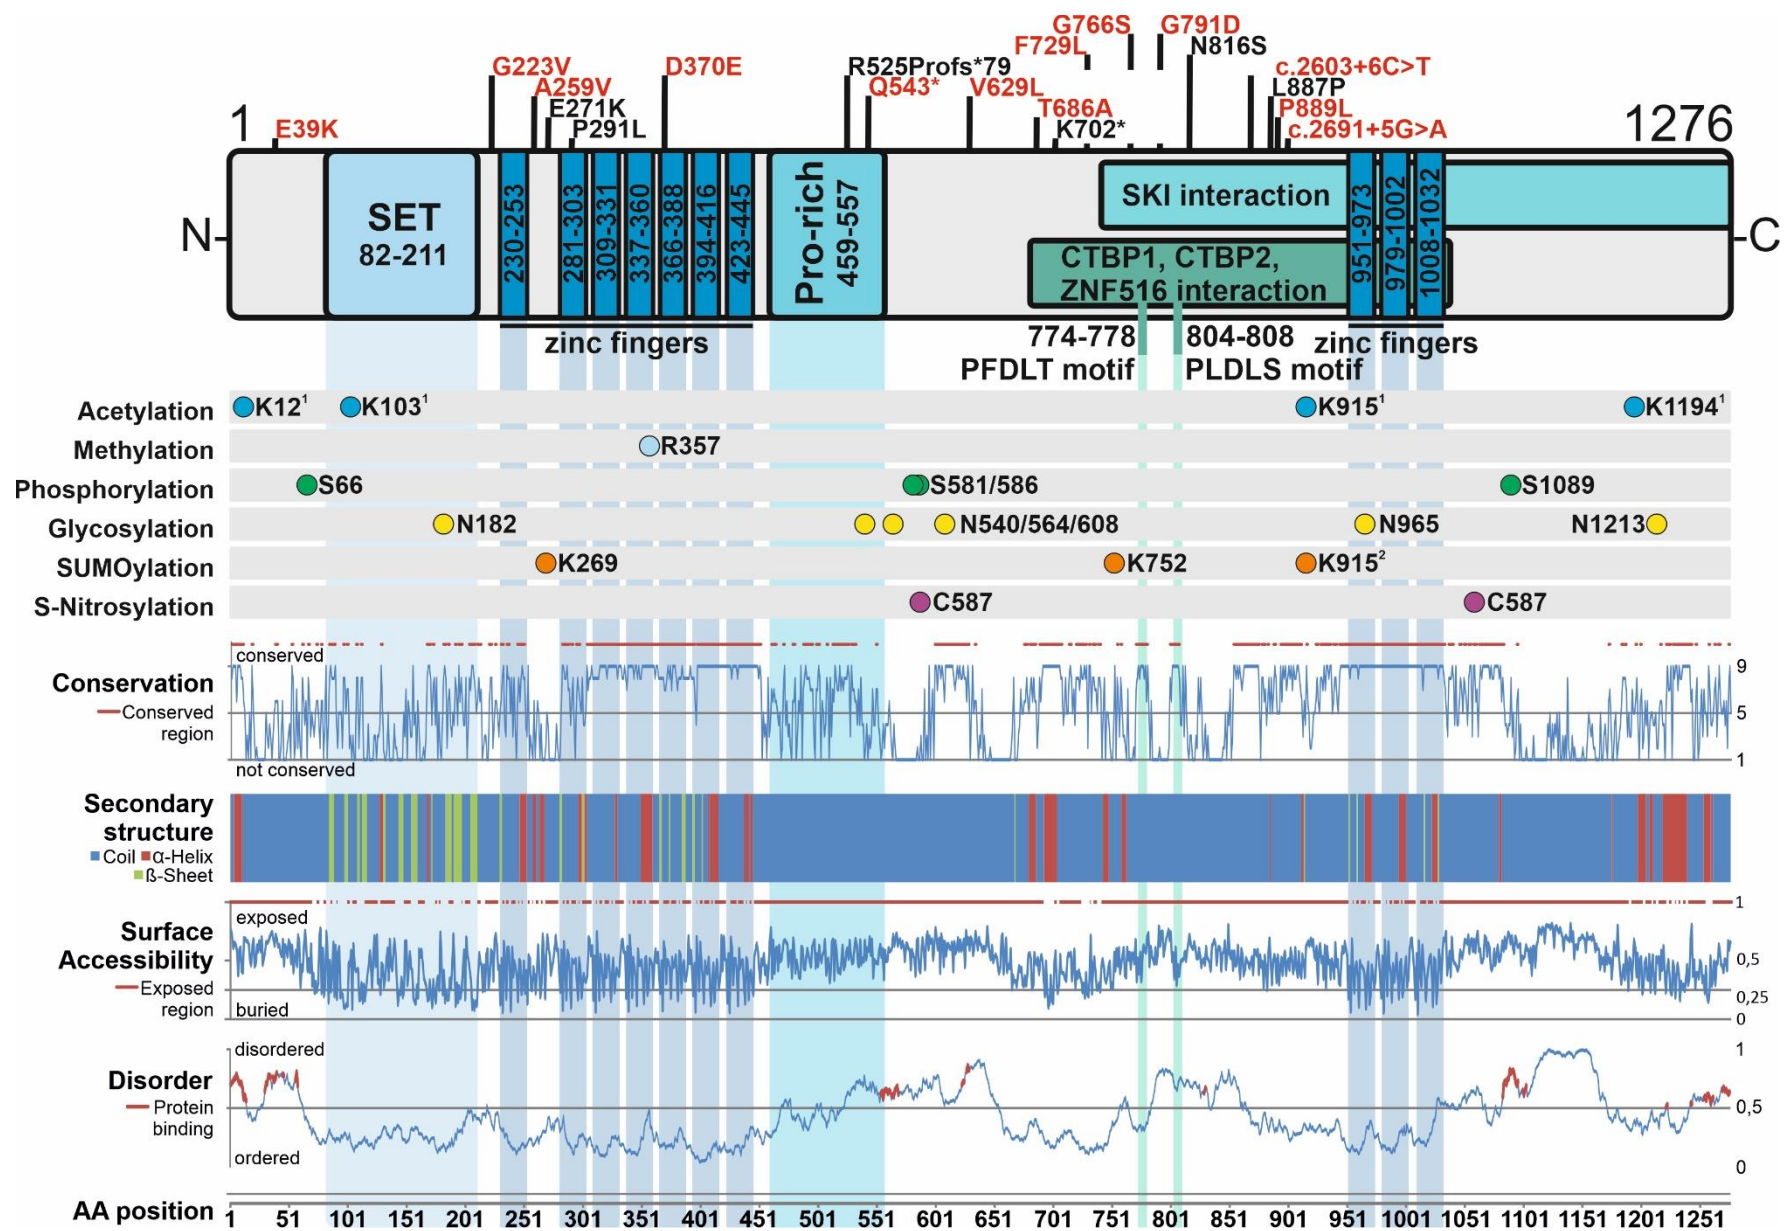 G766S G791D
F729L N816S
G223V D370E R525Profs*79 c.2603+6C>T
A259V Q543* V629L L887P
E271K T686A P889L
1 E39K P291L K702* c.2691+5G>A 1276
N- -C
SET
82-211
230-253
281-303
309-331
337-360
366-388
394-416
423-445
Pro-rich
459-557
SKI interaction
CTBP1, CTBP2,
ZNF516 interaction
951-973
979-1002
1008-1032
zinc fingers
774-778
PFDLT motif
804-808
PLDLS motif
zinc fingers
Acetylation K12¹ K103¹ K915¹ K1194¹
Methylation R357
Phosphorylation S66 S581/586 S1089
Glycosylation N182 N540/564/608 N965 N1213
SUMOylation K269 K752 K915²
S-Nitrosylation C587 C587
conserved
Conservation
Conserved
region
not conserved
9
5
1
Secondary
structure
Coil α-Helix
ß-Sheet
exposed
Surface
Accessibility
Exposed
region
buried
1
0,5
0,25
0
disordered
Disorder
Protein
binding
ordered
1
0,5
0
AA position 1 51 101 151 201 251 301 351 401 451 501 551 601 651 701 751 801 851 901 951 1001 1051 1101 1151 1201 1251